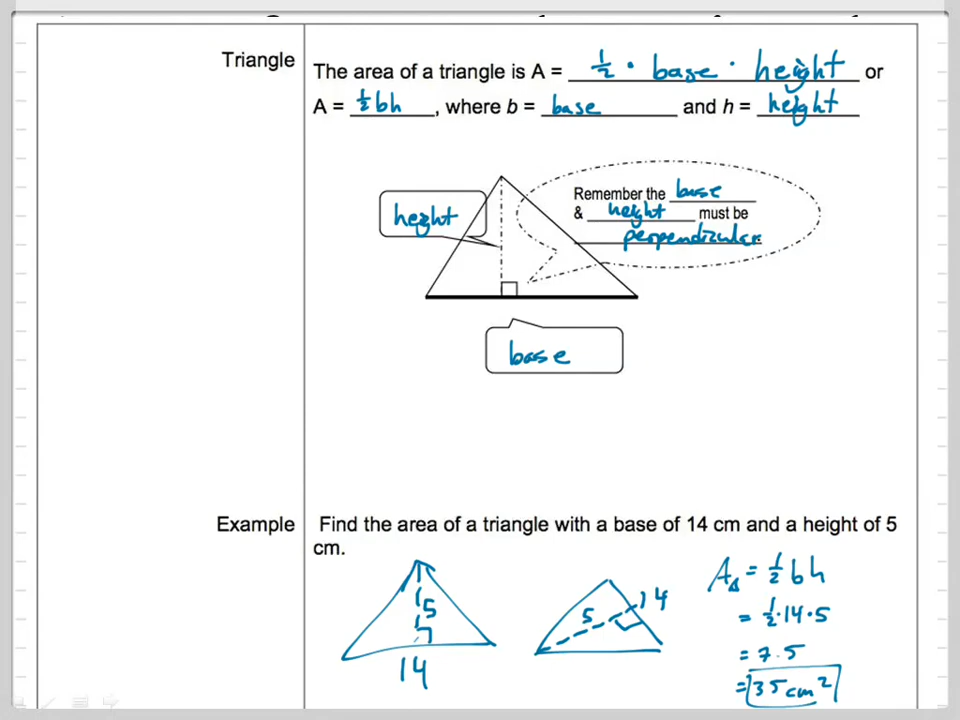 Triangle
The area of a triangle is A = ½ · base · height or
A = ½bh, where b = base and h = height
Remember the base
& height must be
perpendicular.
height
base
Example
Find the area of a triangle with a base of 14 cm and a height of 5
cm.
5
14
5
14
A△ = ½bh
= ½·14·5
= 7·5
= 35cm²